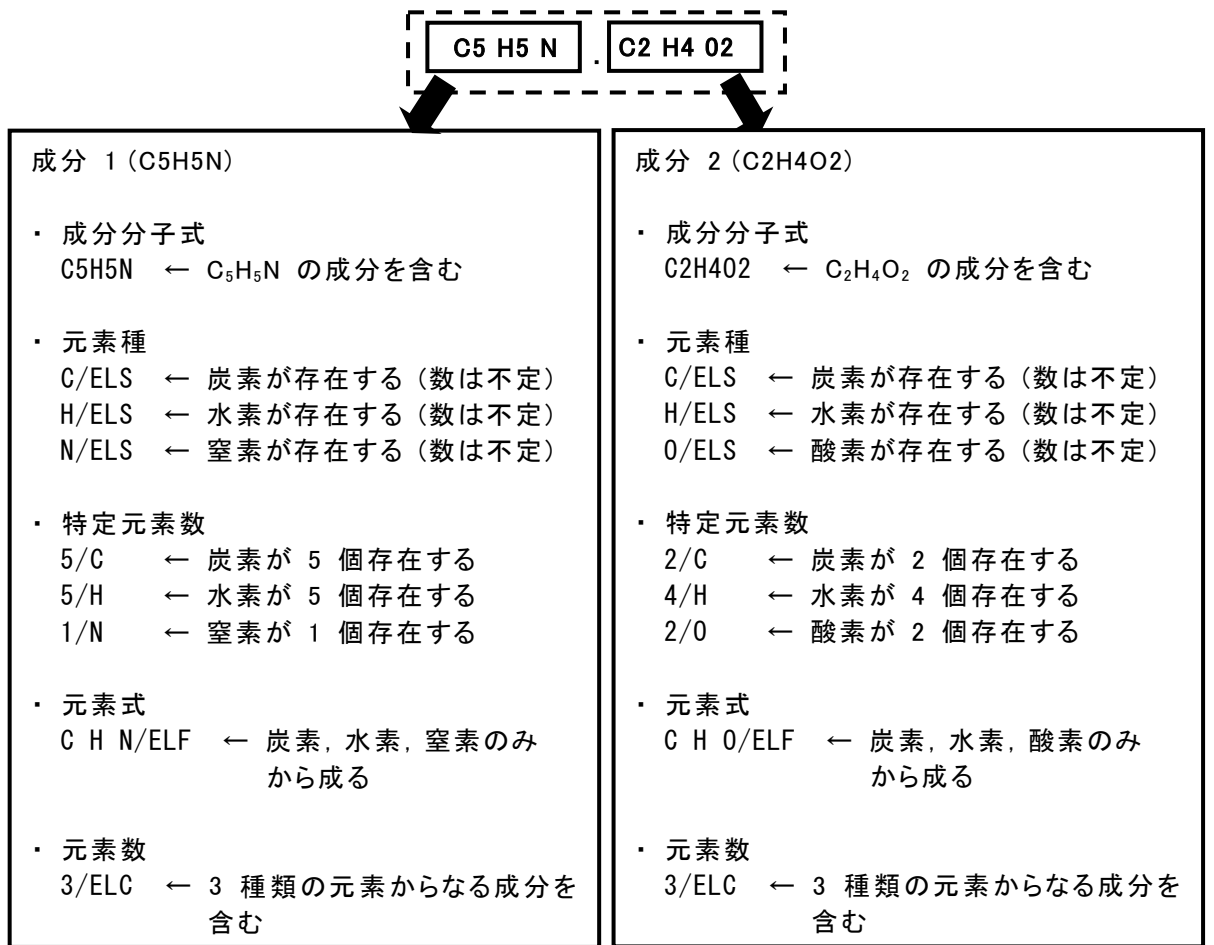 C5 H5 N . C2 H4 O2
成分 1 (C5H5N)
・ 成分分子式
C5H5N ← C₅H₅N の成分を含む
・ 元素種
C/ELS ← 炭素が存在する (数は不定)
H/ELS ← 水素が存在する (数は不定)
N/ELS ← 窒素が存在する (数は不定)
・ 特定元素数
5/C ← 炭素が 5 個存在する
5/H ← 水素が 5 個存在する
1/N ← 窒素が 1 個存在する
・ 元素式
C H N/ELF ← 炭素, 水素, 窒素のみ
から成る
・ 元素数
3/ELC ← 3 種類の元素からなる成分を
含む
成分 2 (C2H4O2)
・ 成分分子式
C2H4O2 ← C₂H₄O₂ の成分を含む
・ 元素種
C/ELS ← 炭素が存在する (数は不定)
H/ELS ← 水素が存在する (数は不定)
O/ELS ← 酸素が存在する (数は不定)
・ 特定元素数
2/C ← 炭素が 2 個存在する
4/H ← 水素が 4 個存在する
2/O ← 酸素が 2 個存在する
・ 元素式
C H O/ELF ← 炭素, 水素, 酸素のみ
から成る
・ 元素数
3/ELC ← 3 種類の元素からなる成分を
含む